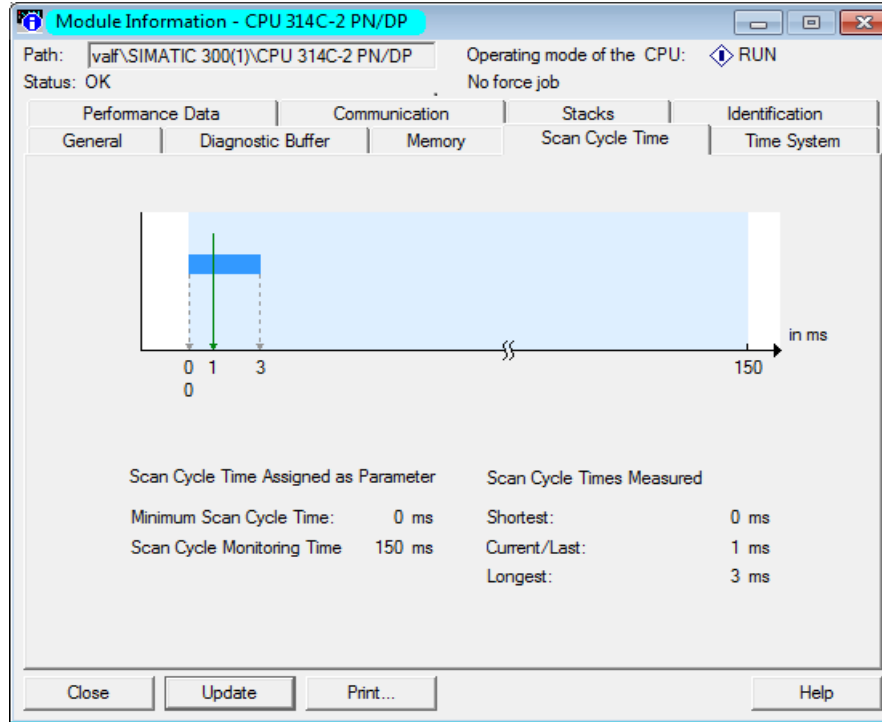 Module Information - CPU 314C-2 PN/DP
Path: valf\SIMATIC 300(1)\CPU 314C-2 PN/DP Operating mode of the CPU: RUN
Status: OK No force job
Performance Data Communication Stacks Identification
General Diagnostic Buffer Memory Scan Cycle Time Time System
in ms
0 1 3 150
0
Scan Cycle Time Assigned as Parameter Scan Cycle Times Measured
Minimum Scan Cycle Time: 0 ms Shortest: 0 ms
Scan Cycle Monitoring Time 150 ms Current/Last: 1 ms
Longest: 3 ms
Close Update Print... Help